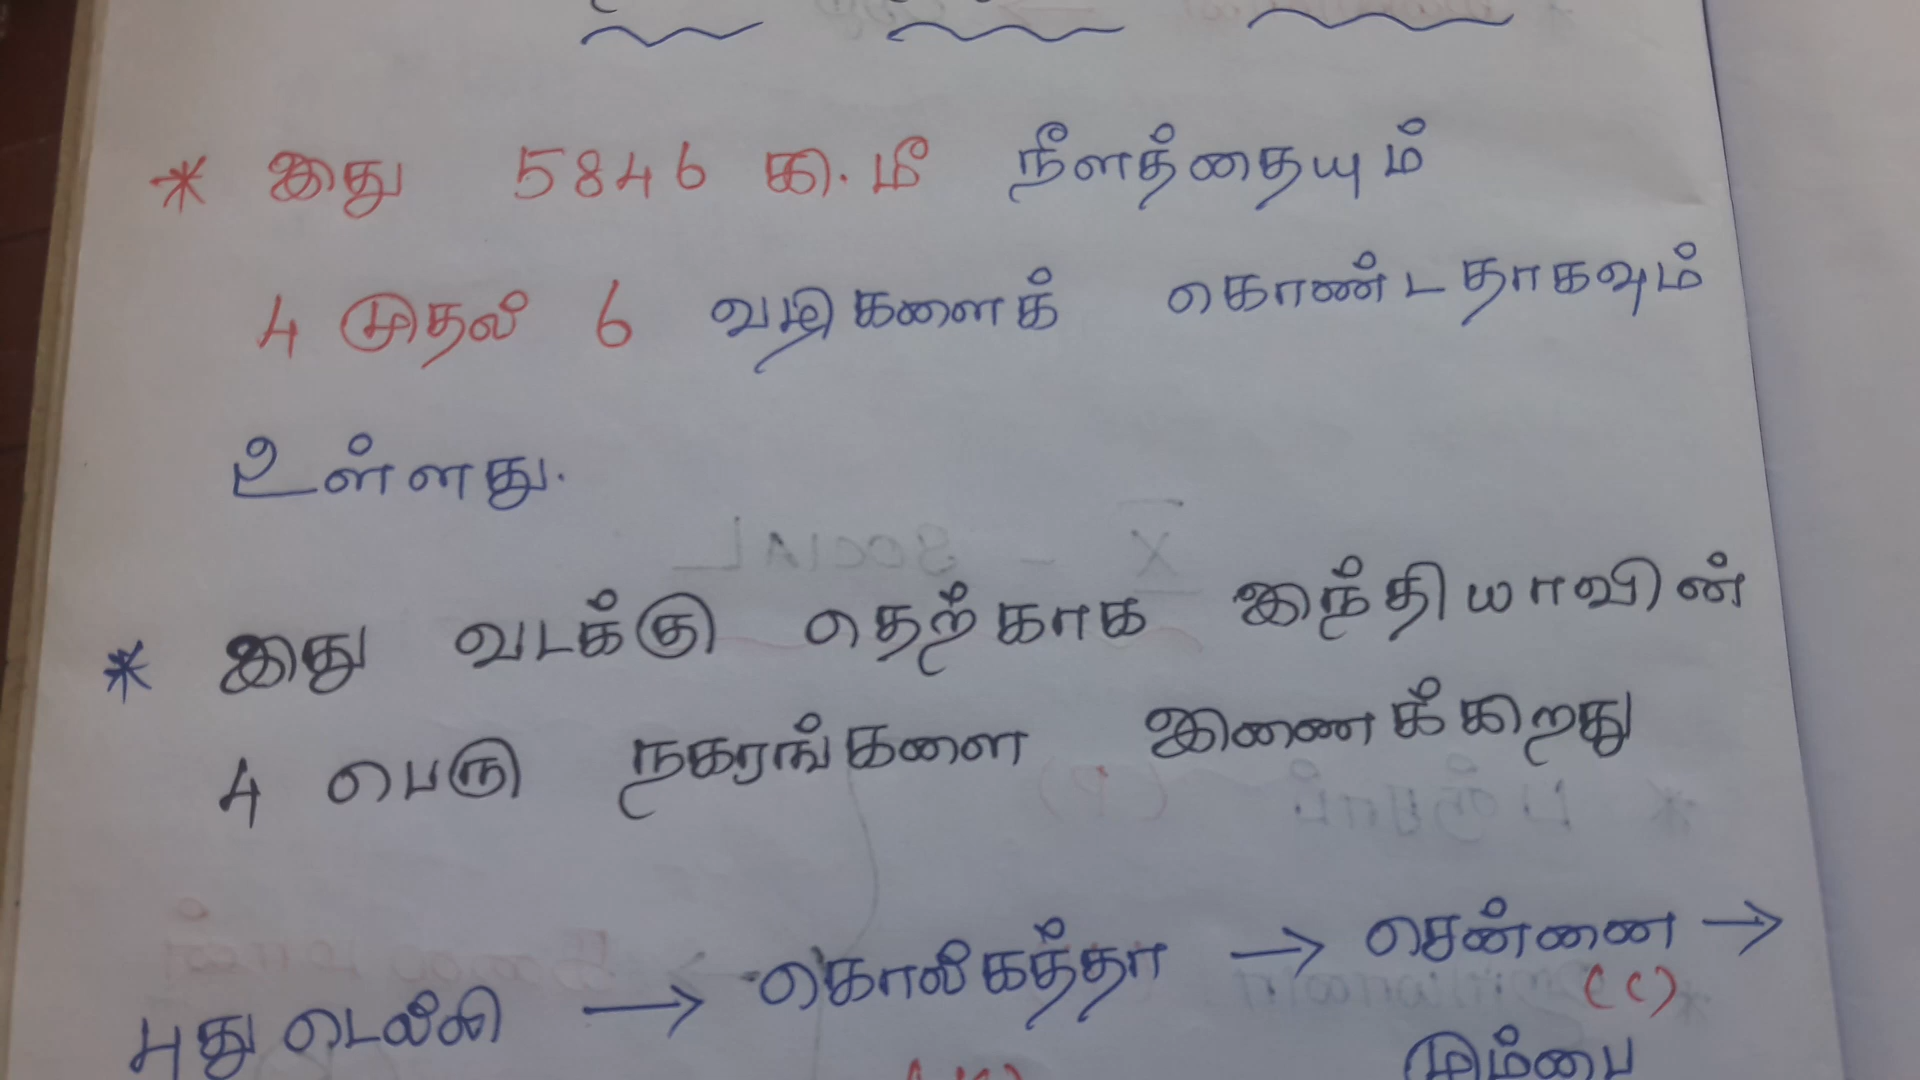 * இது 5846 கி.மீ நீளத்தையும்
4 முதல் 6 வழிகளைக் கொண்டதாகவும்
உள்ளது.
* இது வடக்கு தெற்காக இந்தியாவின்
4 பெரு நகரங்களை இணைக்கிறது
புது டெல்லி → கொல்கத்தா → சென்னை →
(C)
மும்பை